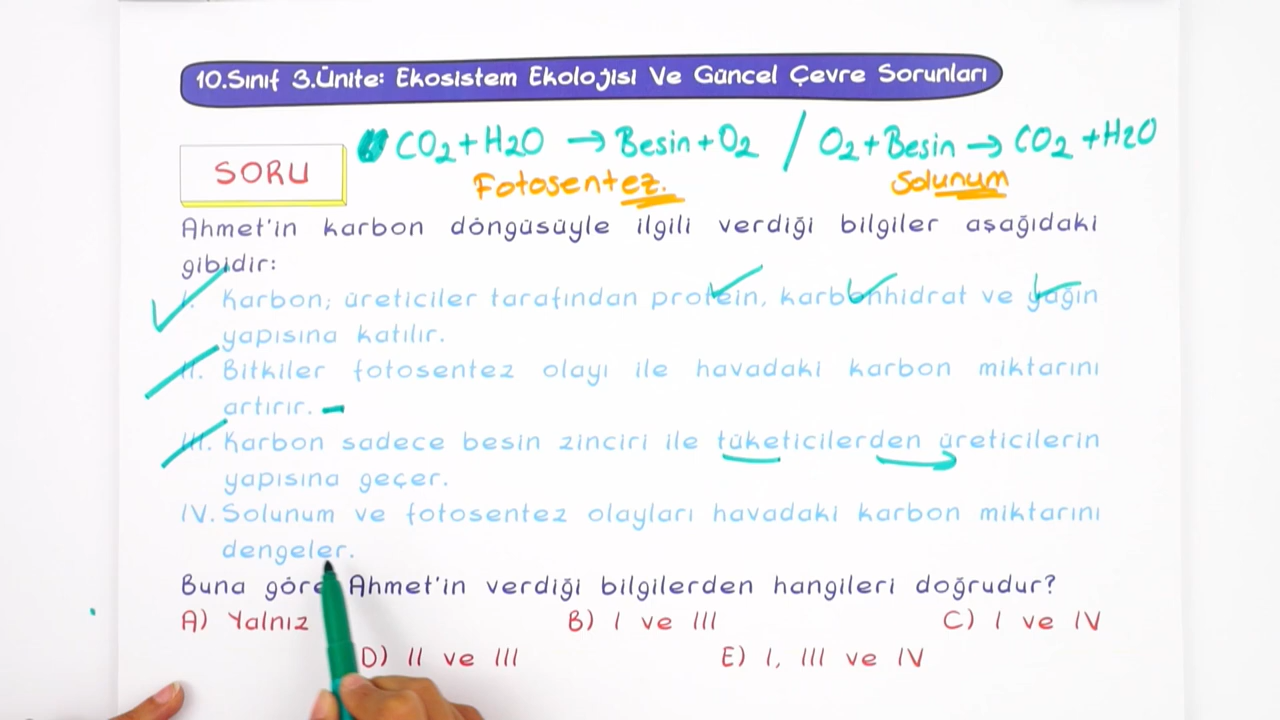 10.Sınıf 3.Ünite: Ekosistem Ekolojisi Ve Güncel Çevre Sorunları
CO2+H2O → Besin+O2 / O2+Besin → CO2 +H2O
SORU
Fotosentez. Solunum
Ahmet'in karbon döngüsüyle ilgili verdiği bilgiler aşağıdaki
gibidir:
I. Karbon; üreticiler tarafından protein, karbonhidrat ve yağın
yapısına katılır.
II. Bitkiler fotosentez olayı ile havadaki karbon miktarını
artırır. -
III. Karbon sadece besin zinciri ile tüketicilerden üreticilerin
yapısına geçer.
IV. Solunum ve fotosentez olayları havadaki karbon miktarını
dengeler.
Buna göre Ahmet'in verdiği bilgilerden hangileri doğrudur?
A) Yalnız B) I ve III C) I ve IV
D) II ve III E) I, III ve IV